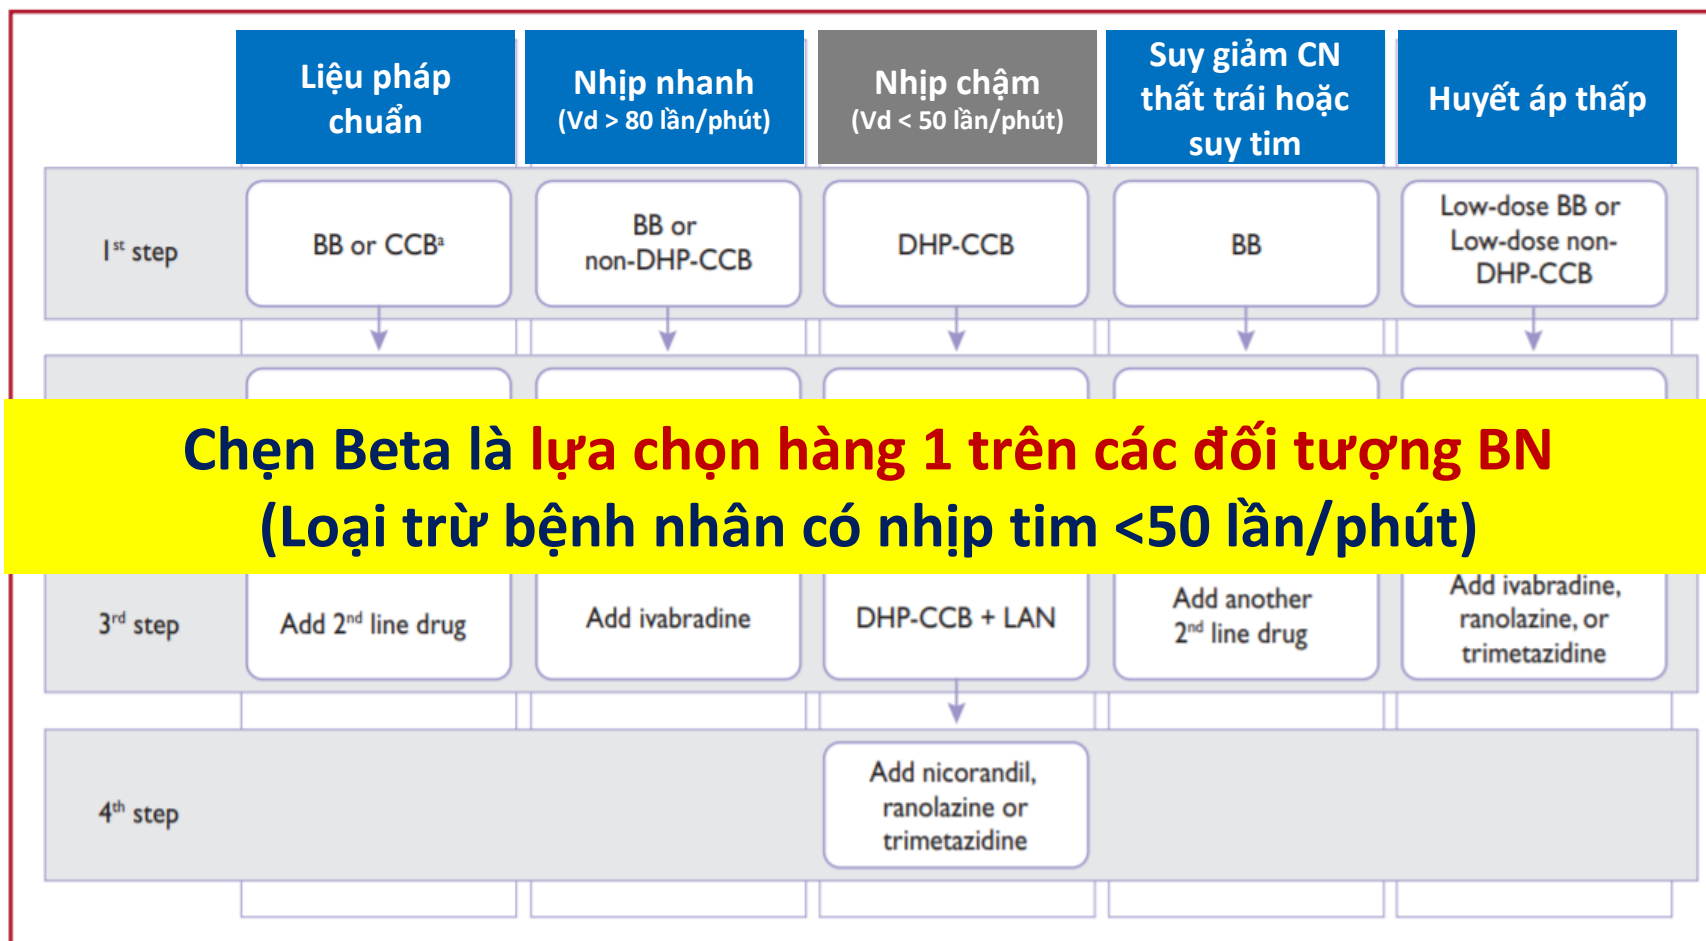 Liệu pháp
chuẩn
Nhịp nhanh
(Vd > 80 lần/phút)
Nhịp chậm
(Vd < 50 lần/phút)
Suy giảm CN
thất trái hoặc
suy tim
Huyết áp thấp
1st step
BB or CCBª
BB or
non-DHP-CCB
DHP-CCB
BB
Low-dose BB or
Low-dose non-
DHP-CCB
Chẹn Beta là lựa chọn hàng 1 trên các đối tượng BN
(Loại trừ bệnh nhân có nhịp tim <50 lần/phút)
3rd step
Add 2nd line drug
Add ivabradine
DHP-CCB + LAN
Add another
2nd line drug
Add ivabradine,
ranolazine, or
trimetazidine
4th step
Add nicorandil,
ranolazine or
trimetazidine